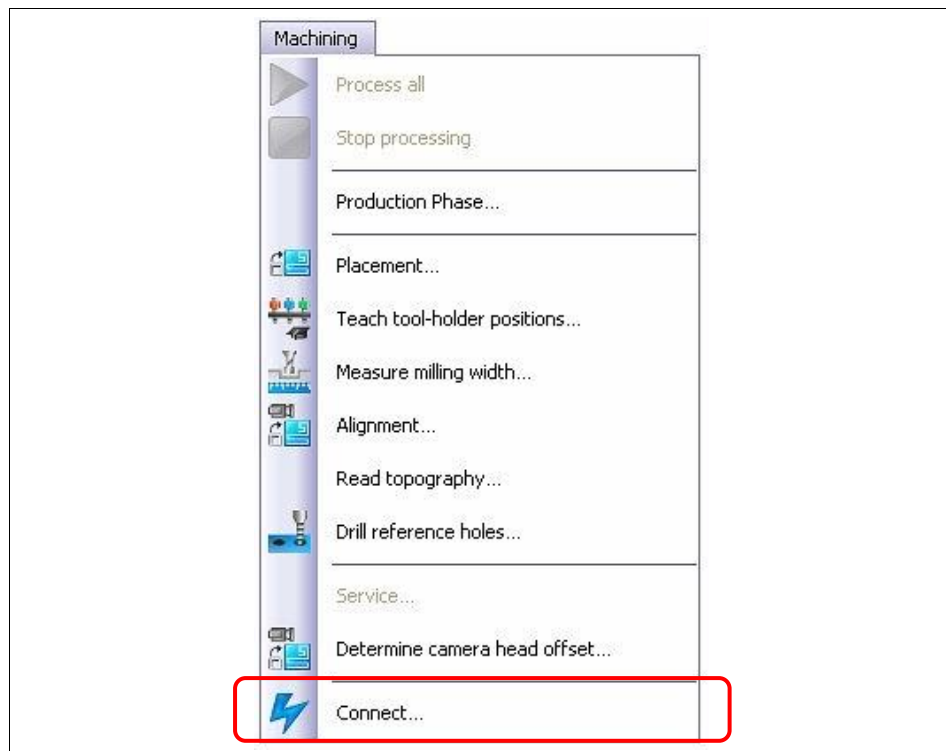 Machining
Process all
Stop processing
Production Phase...
Placement...
Teach tool-holder positions...
Measure milling width...
Alignment...
Read topography...
Drill reference holes...
Service...
Determine camera head offset...
Connect...